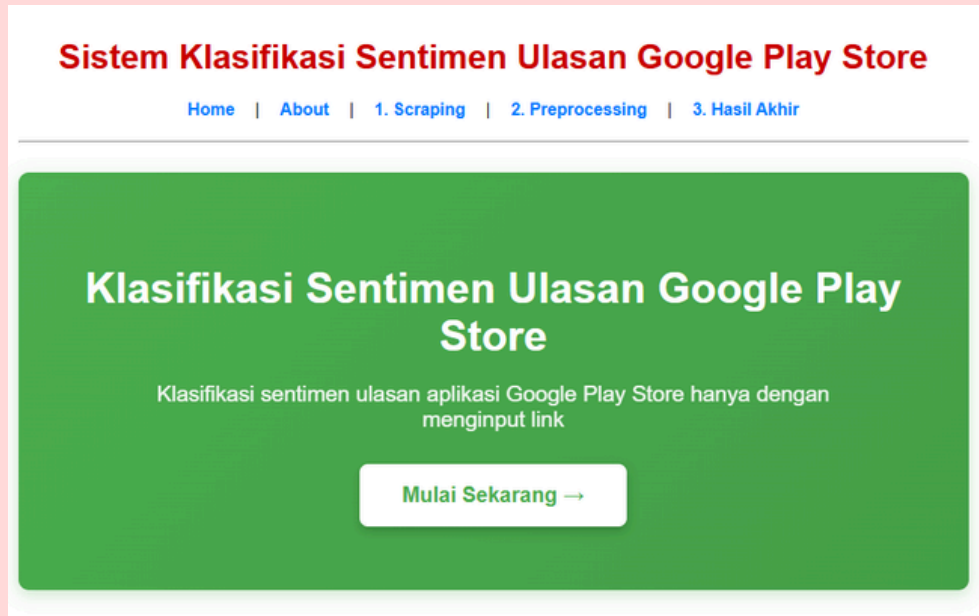 Sistem Klasifikasi Sentimen Ulasan Google Play Store
Home | About | 1. Scraping | 2. Preprocessing | 3. Hasil Akhir
Klasifikasi Sentimen Ulasan Google Play
Store
Klasifikasi sentimen ulasan aplikasi Google Play Store hanya dengan
menginput link
Mulai Sekarang →